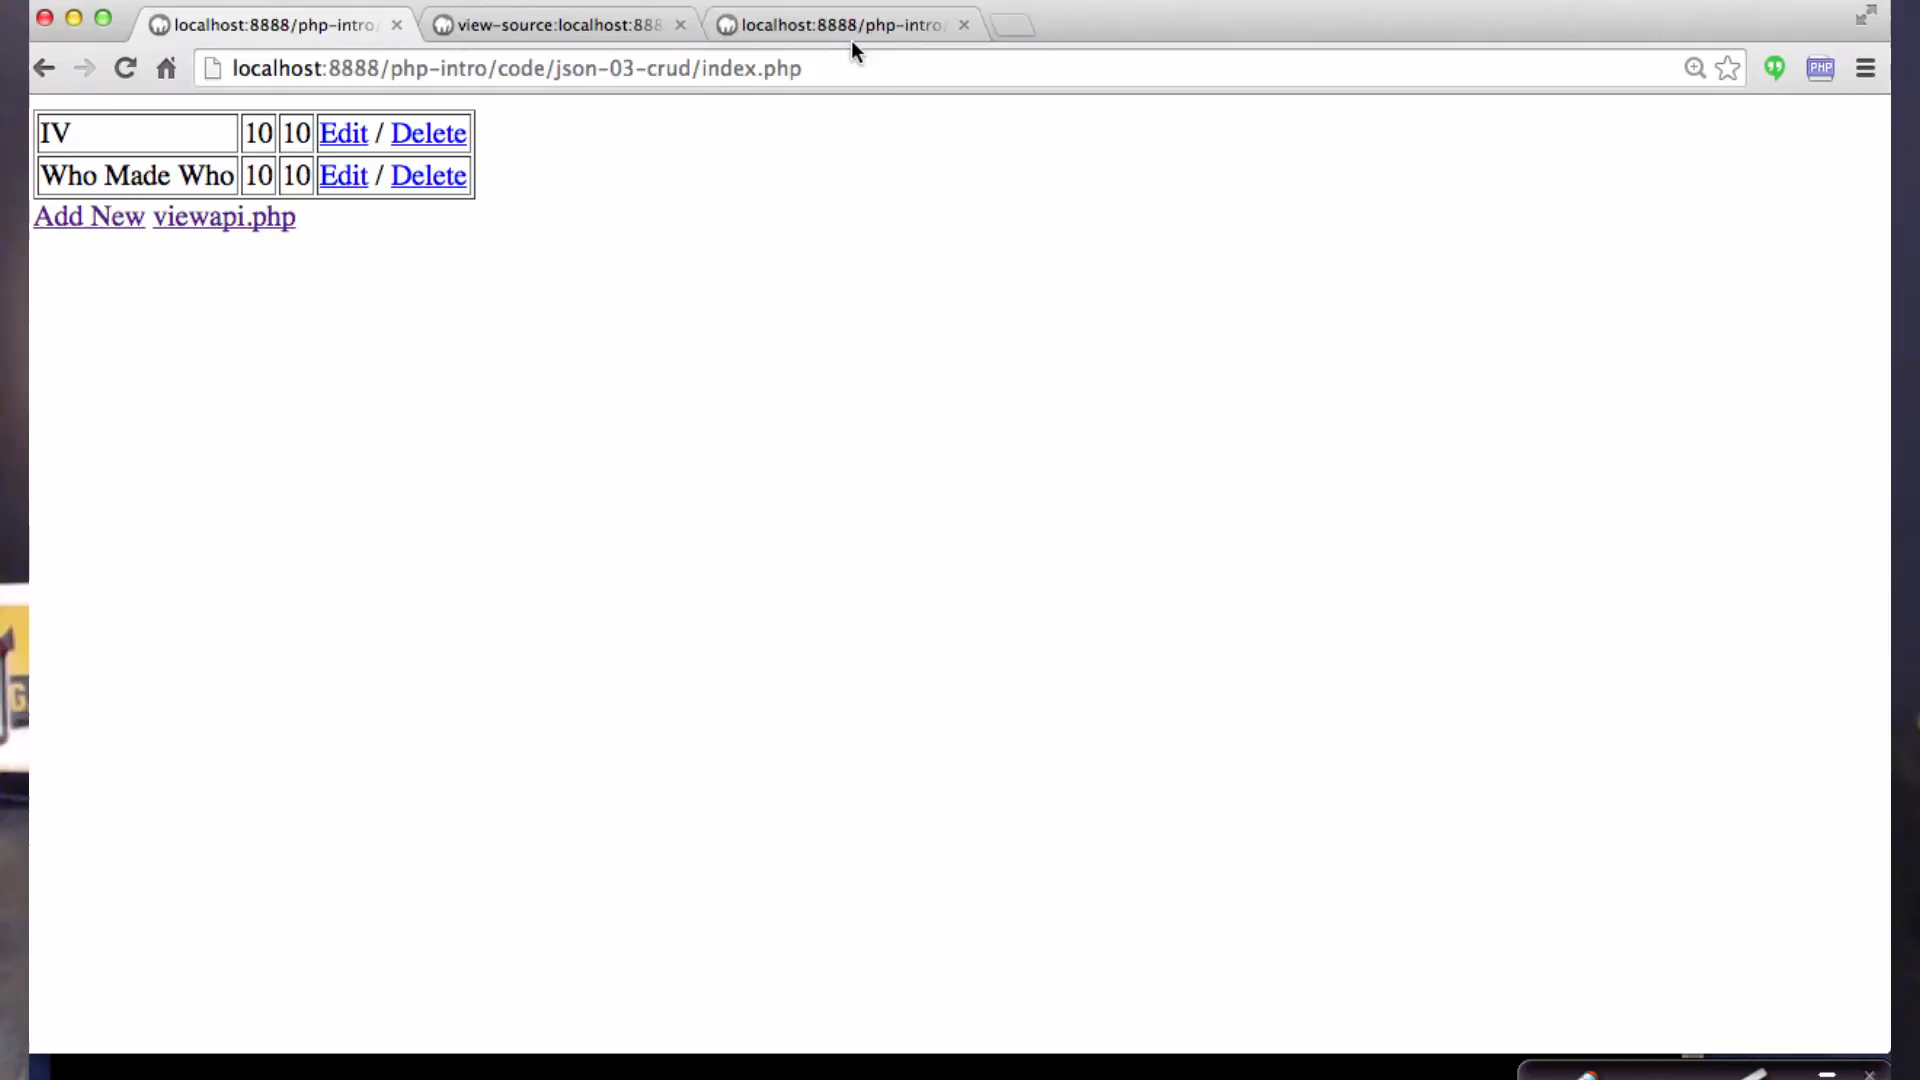 localhost:8888/php-intro/ view-source:localhost:888 localhost:8888/php-intro/
localhost:8888/php-intro/code/json-03-crud/index.php PHP
IV 10 10 Edit / Delete
Who Made Who 10 10 Edit / Delete
Add New viewapi.php
G